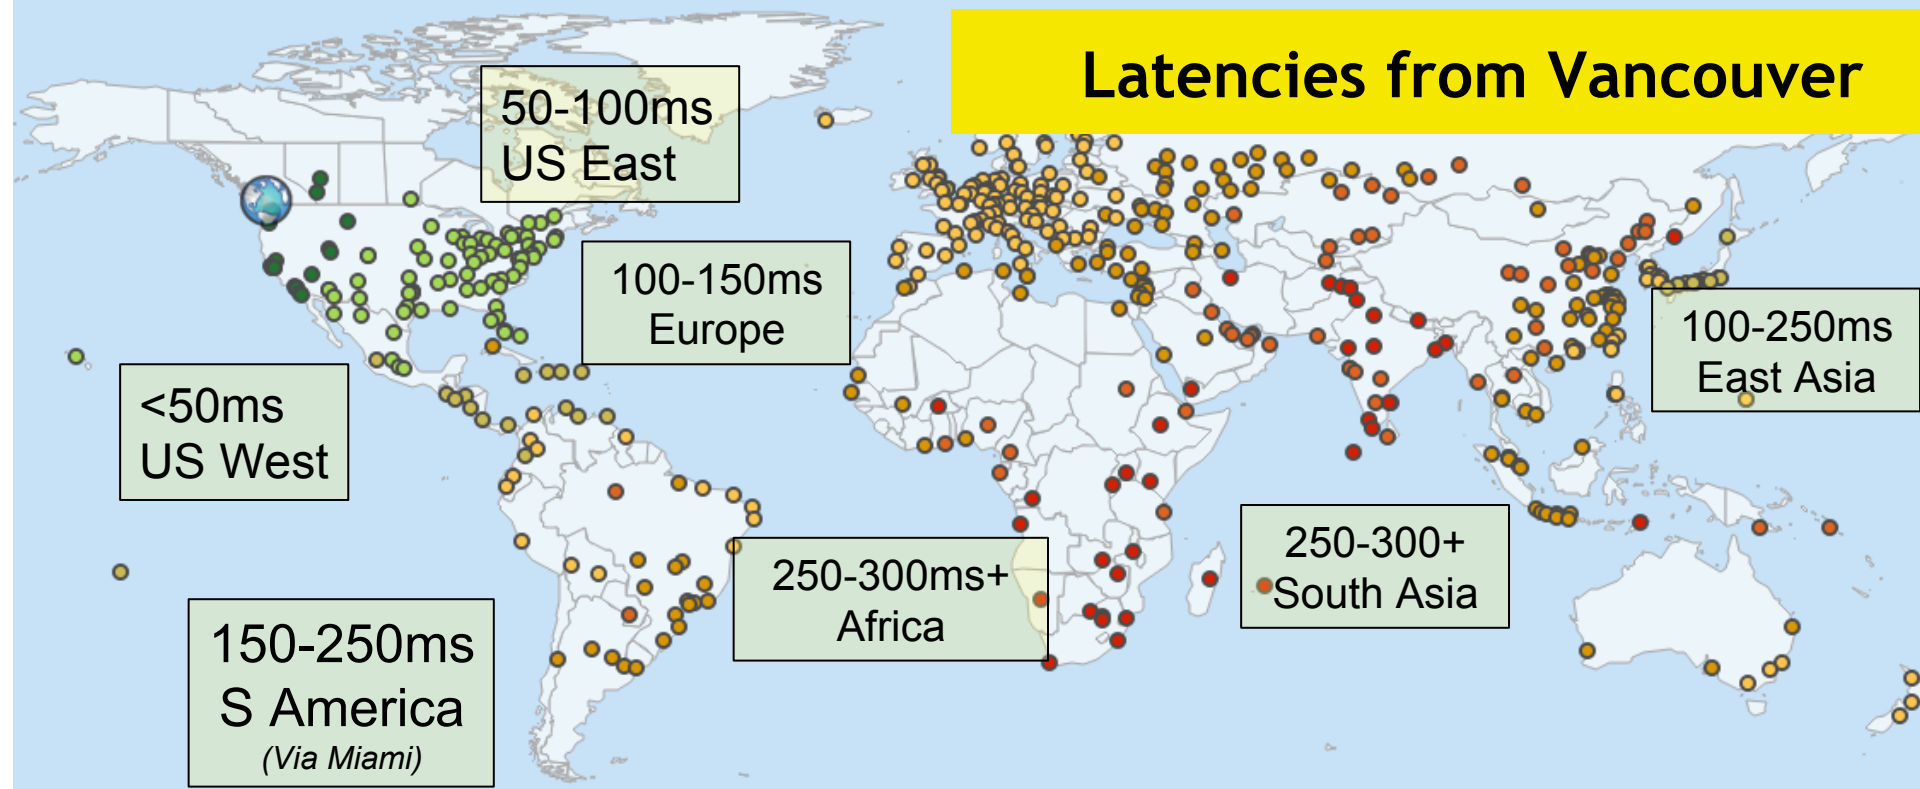 Latencies from Vancouver
50-100ms
US East
100-150ms
Europe
100-250ms
East Asia
<50ms
US West
250-300+
South Asia
250-300ms+
Africa
150-250ms
S America
(Via Miami)